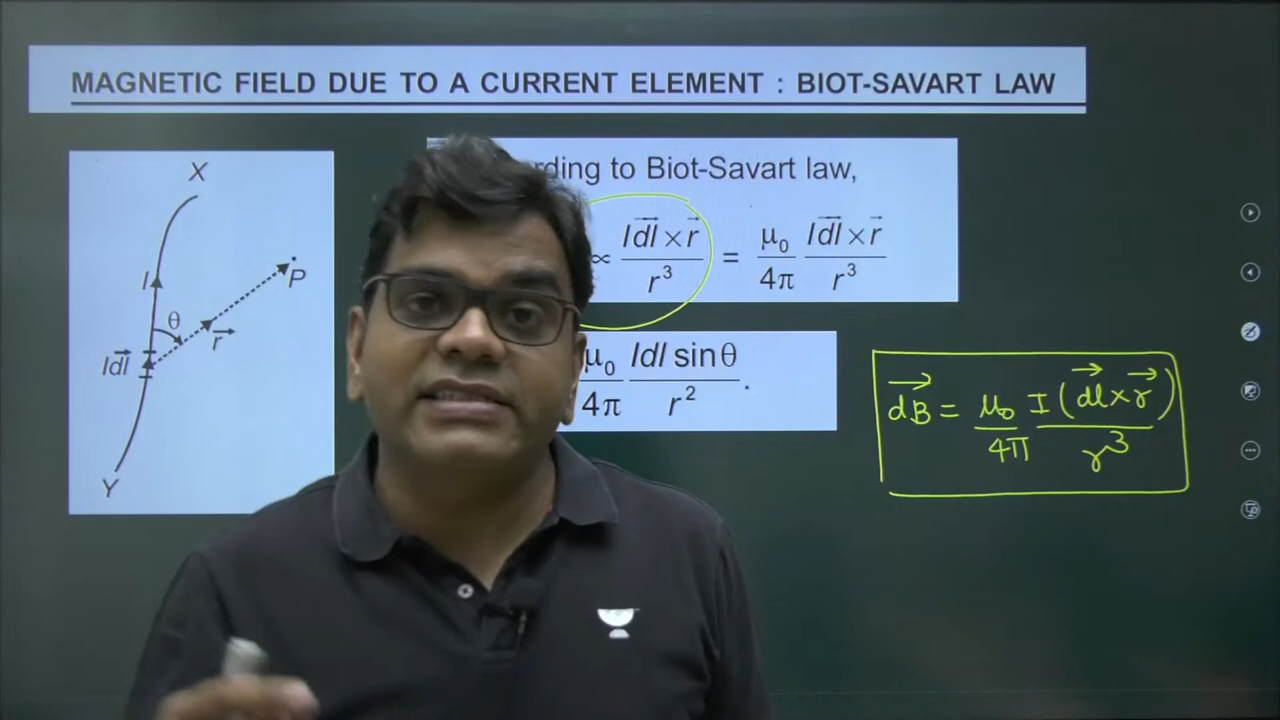 MAGNETIC FIELD DUE TO A CURRENT ELEMENT : BIOT-SAVART LAW
X
I
P
θ
r⃗
Idl⃗
Y
to Biot-Savart law,
∝ Idl⃗ × r⃗ / r³ = μ₀/4π Idl⃗ × r⃗ / r³
μ₀/4π Idl sinθ / r² .
dB⃗ = μ₀/4π I (dl⃗ × r⃗) / r³